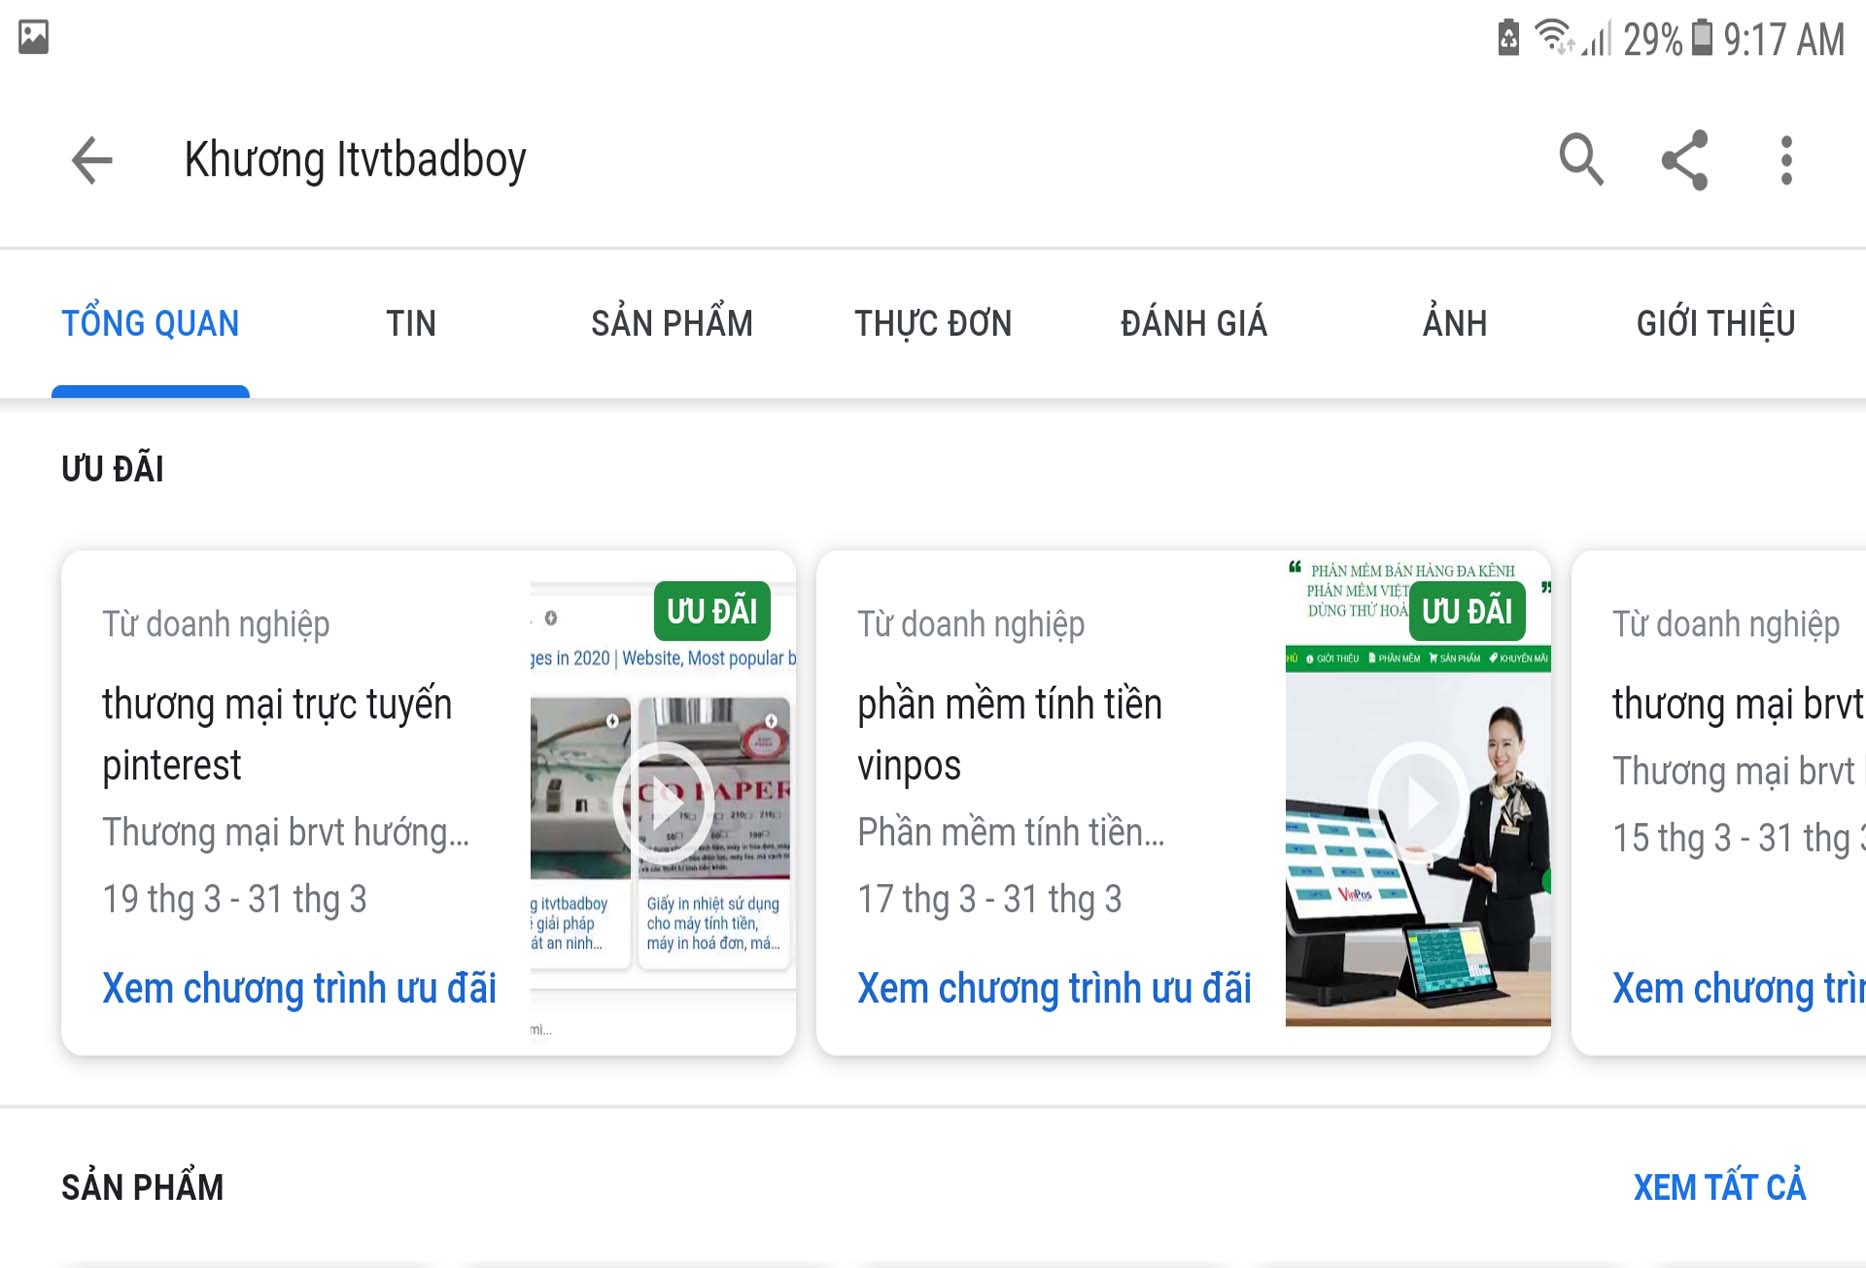 29% 9:17 AM
Khương Itvtbadboy
TỔNG QUAN
TIN
SẢN PHẨM
THỰC ĐƠN
ĐÁNH GIÁ
ẢNH
GIỚI THIỆU
ƯU ĐÃI
Từ doanh nghiệp
thương mại trực tuyến
pinterest
Thương mại brvt hướng...
19 thg 3 - 31 thg 3
Xem chương trình ưu đãi
ƯU ĐÃI
ges in 2020 | Website, Most popular b
CO PAPER
g itvtbadboy
giải pháp
át an ninh...
Giấy in nhiệt sử dụng
cho máy tính tiền,
máy in hoá đơn, má...
mi...
Từ doanh nghiệp
phần mềm tính tiền
vinpos
Phần mềm tính tiền...
17 thg 3 - 31 thg 3
Xem chương trình ưu đãi
“ PHẦN MỀM BÁN HÀNG ĐA KÊNH
PHẦN MỀM VIỆT ”
DÙNG THỬ HOÀ
ƯU ĐÃI
HỦ GIỚI THIỆU PHẦN MỀM SẢN PHẨM KHUYẾN MÃI
VinPos
Từ doanh nghiệp
thương mại brvt
Thương mại brvt
15 thg 3 - 31 thg 3
Xem chương trìn
SẢN PHẨM
XEM TẤT CẢ